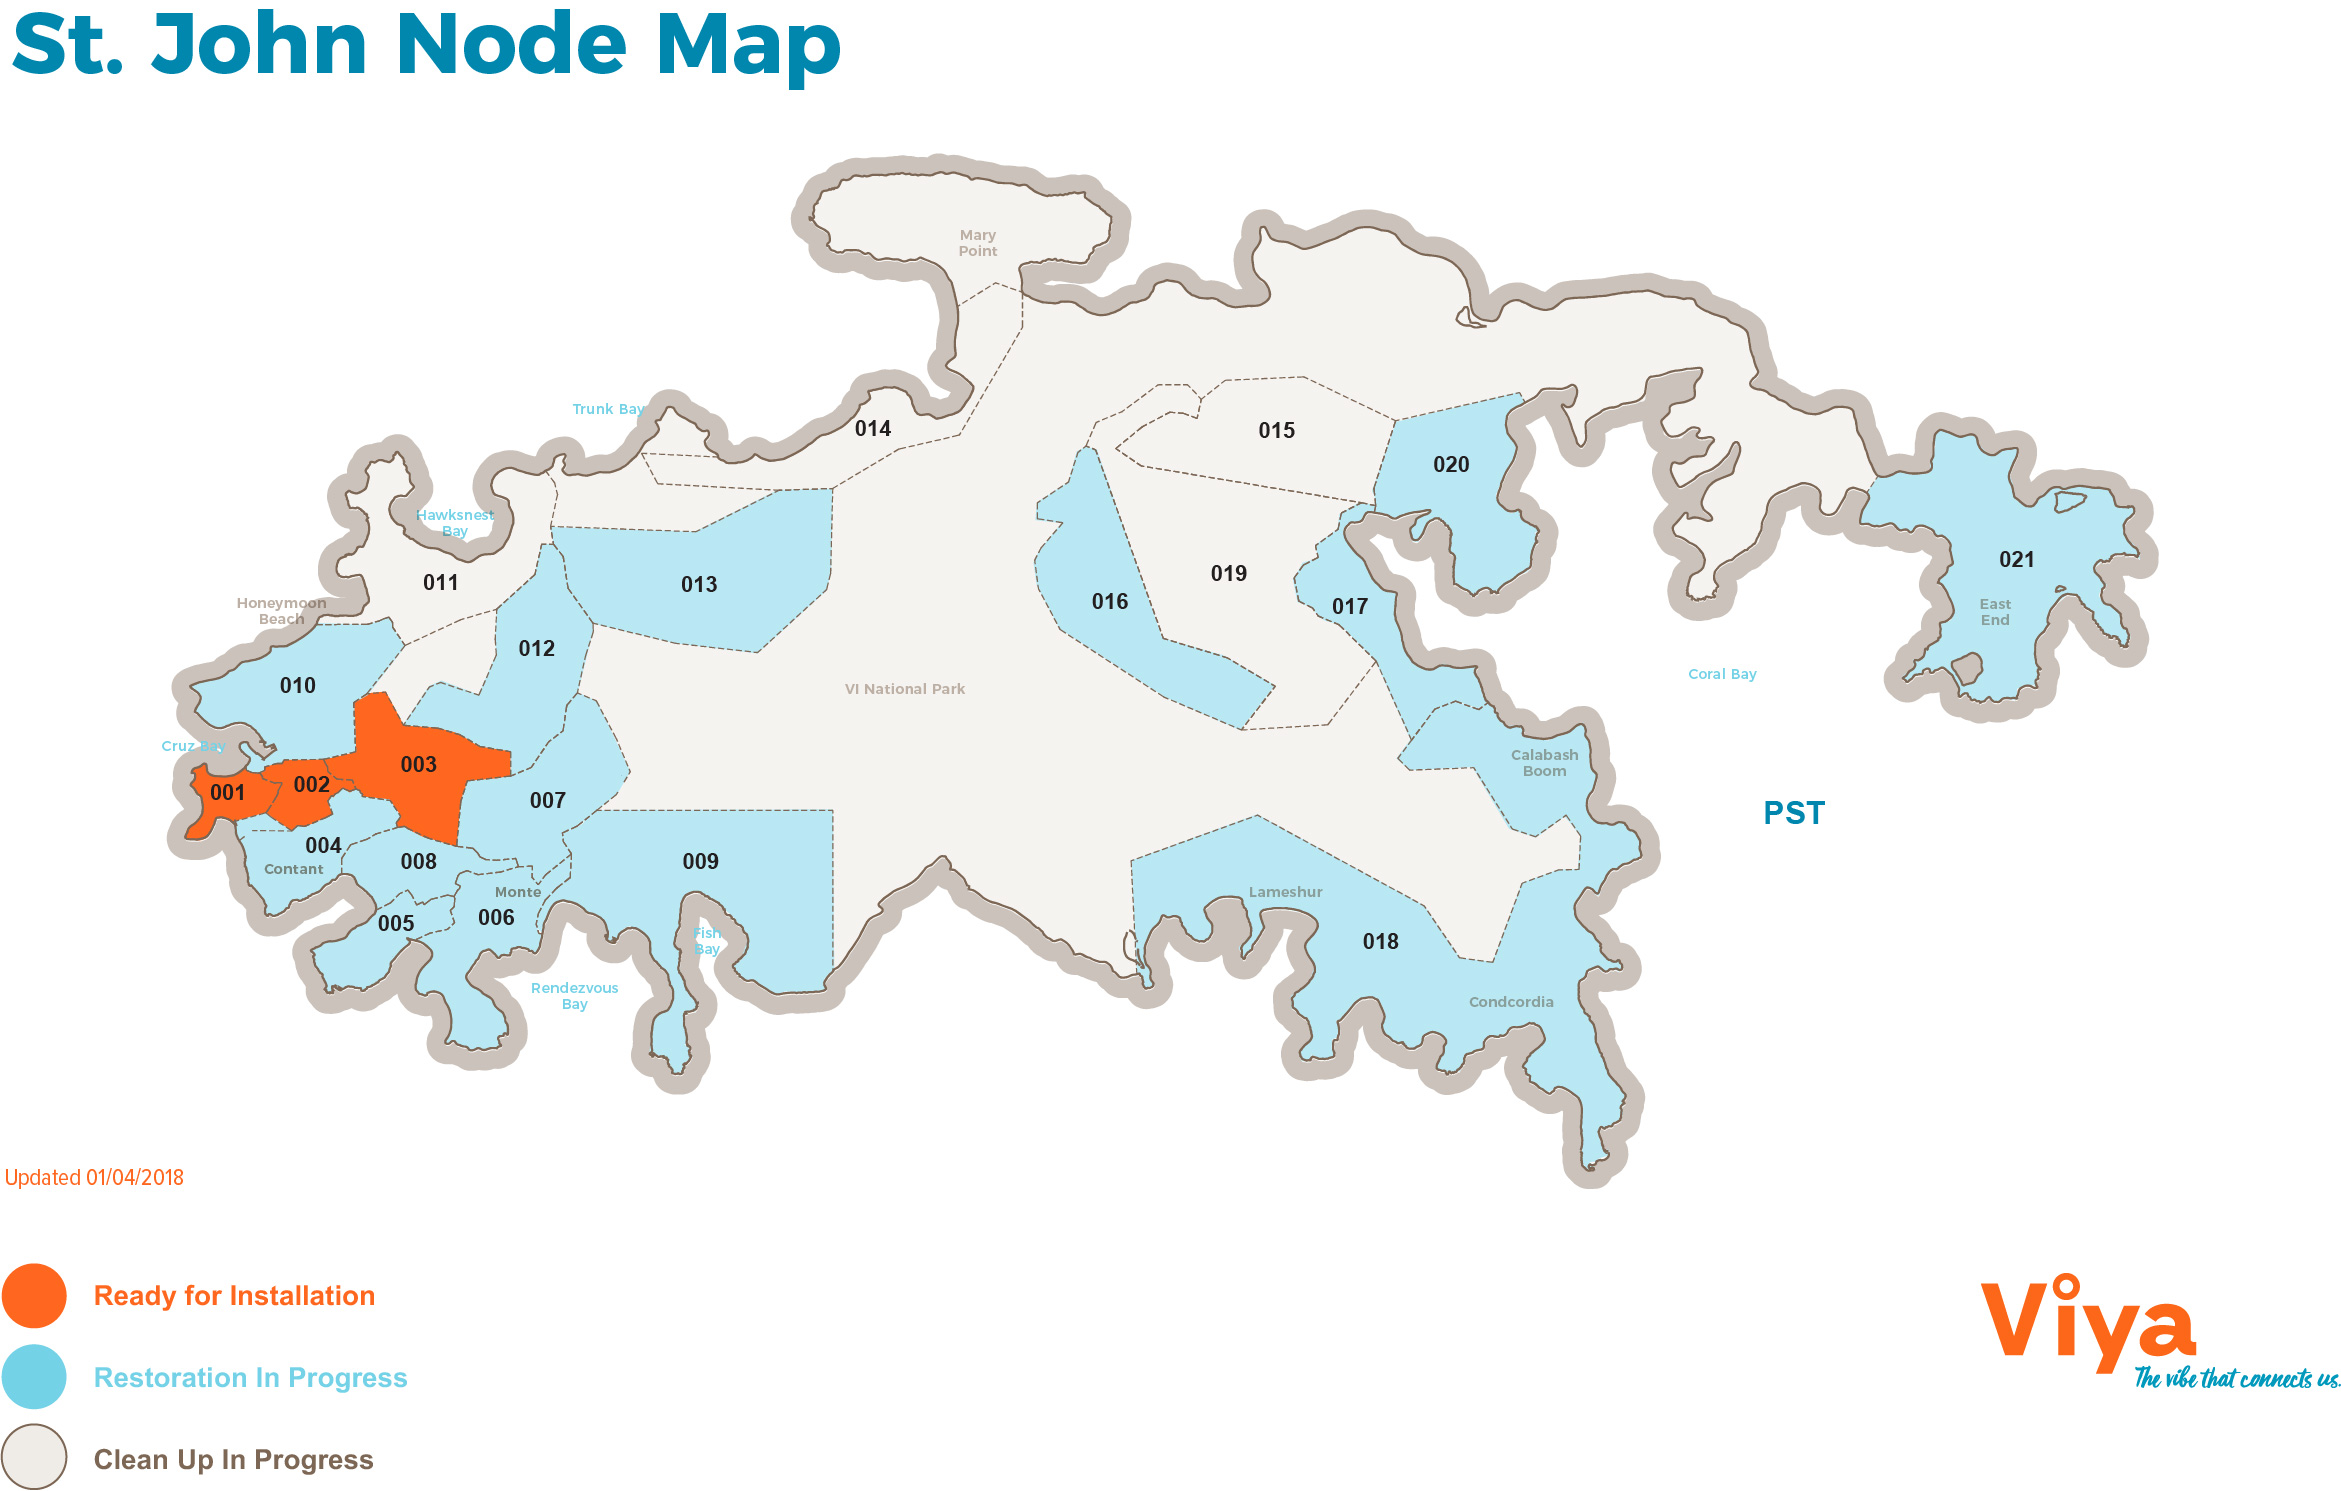 St. John Node Map
Mary
Point
Trunk Bay
014
015
020
Hawksnest
Bay
011
013
016
019
017
021
East
End
Honeymoon
Beach
012
010
VI National Park
Coral Bay
Cruz Bay
003
001
002
007
Calabash
Boom
PST
004
Contant
008
009
Monte
005
006
Lameshur
Fish
Bay
018
Rendezvous
Bay
Condcordia
Updated 01/04/2018
Ready for Installation
Restoration In Progress
Clean Up In Progress
Viya
The vibe that connects us.